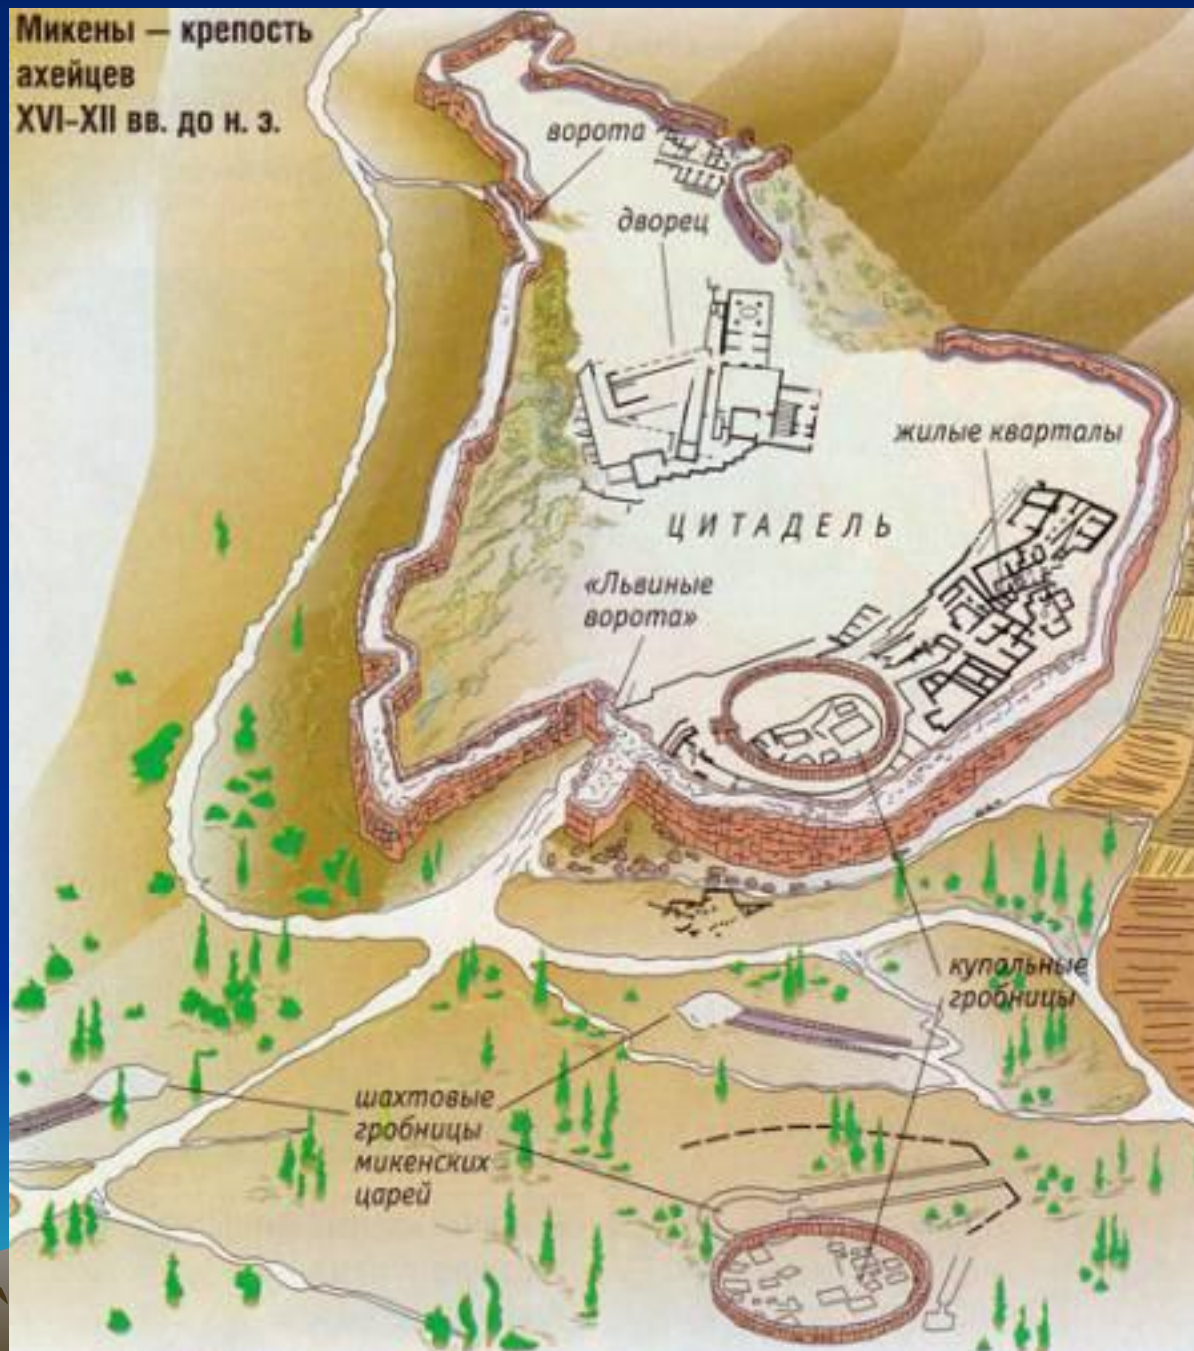 Микены — крепость
ахейцев
XVI–XII вв. до н. э.
ворота
дворец
жилые кварталы
ЦИТАДЕЛЬ
«Львиные
ворота»
купольные
гробницы
шахтовые
гробницы
микенских
царей